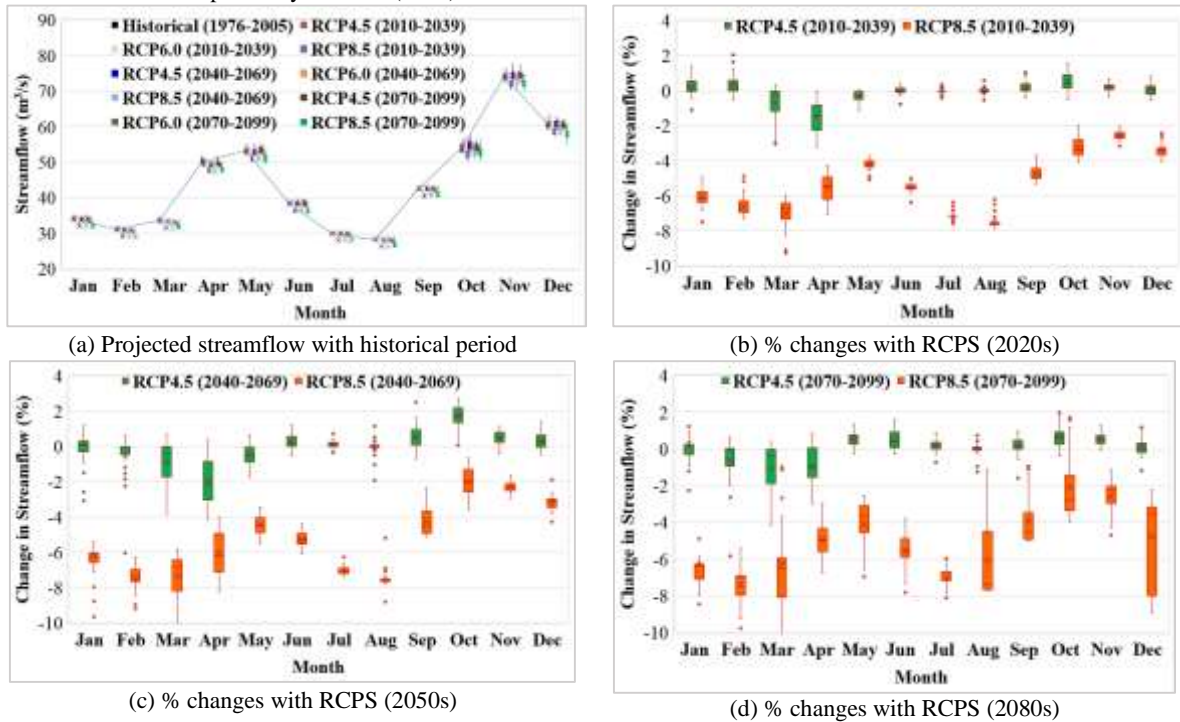 90
80
70
60
50
40
30
20
Streamflow (m³/s)
Historical (1976-2005) RCP4.5 (2010-2039)
RCP6.0 (2010-2039) RCP8.5 (2010-2039)
RCP4.5 (2040-2069) RCP6.0 (2040-2069)
RCP8.5 (2040-2069) RCP4.5 (2070-2099)
RCP6.0 (2070-2099) RCP8.5 (2070-2099)
Jan Feb Mar Apr May Jun Jul Aug Sep Oct Nov Dec
Month
(a) Projected streamflow with historical period
4
2
0
-2
-4
-6
-8
-10
Change in Streamflow (%)
RCP4.5 (2010-2039) RCP8.5 (2010-2039)
Jan Feb Mar Apr May Jun Jul Aug Sep Oct Nov Dec
Month
(b) % changes with RCPS (2020s)
4
2
0
-2
-4
-6
-8
-10
Change in Streamflow (%)
RCP4.5 (2040-2069) RCP8.5 (2040-2069)
Jan Feb Mar Apr May Jun Jul Aug Sep Oct Nov Dec
Month
(c) % changes with RCPS (2050s)
4
2
0
-2
-4
-6
-8
-10
Change in Streamflow (%)
RCP4.5 (2070-2099) RCP8.5 (2070-2099)
Jan Feb Mar Apr May Jun Jul Aug Sep Oct Nov Dec
Month
(d) % changes with RCPS (2080s)